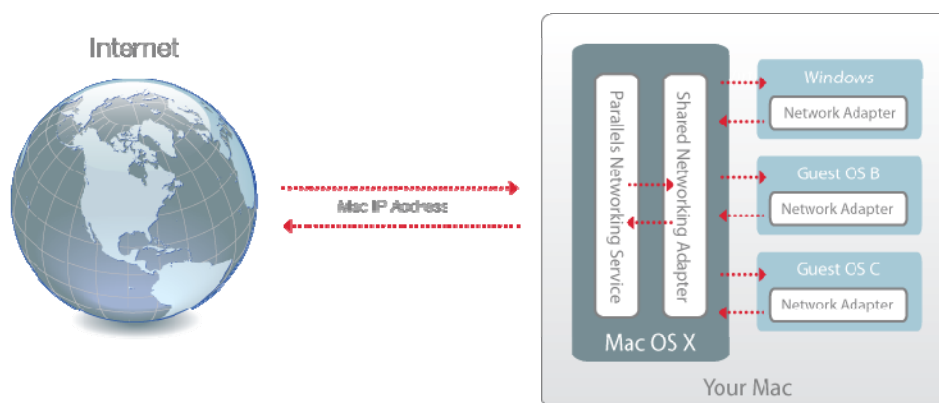 Internet
Mac IP Address
Parallels Networking Service
Shared Networking Adapter
Mac OS X
Windows
Network Adapter
Guest OS B
Network Adapter
Guest OS C
Network Adapter
Your Mac